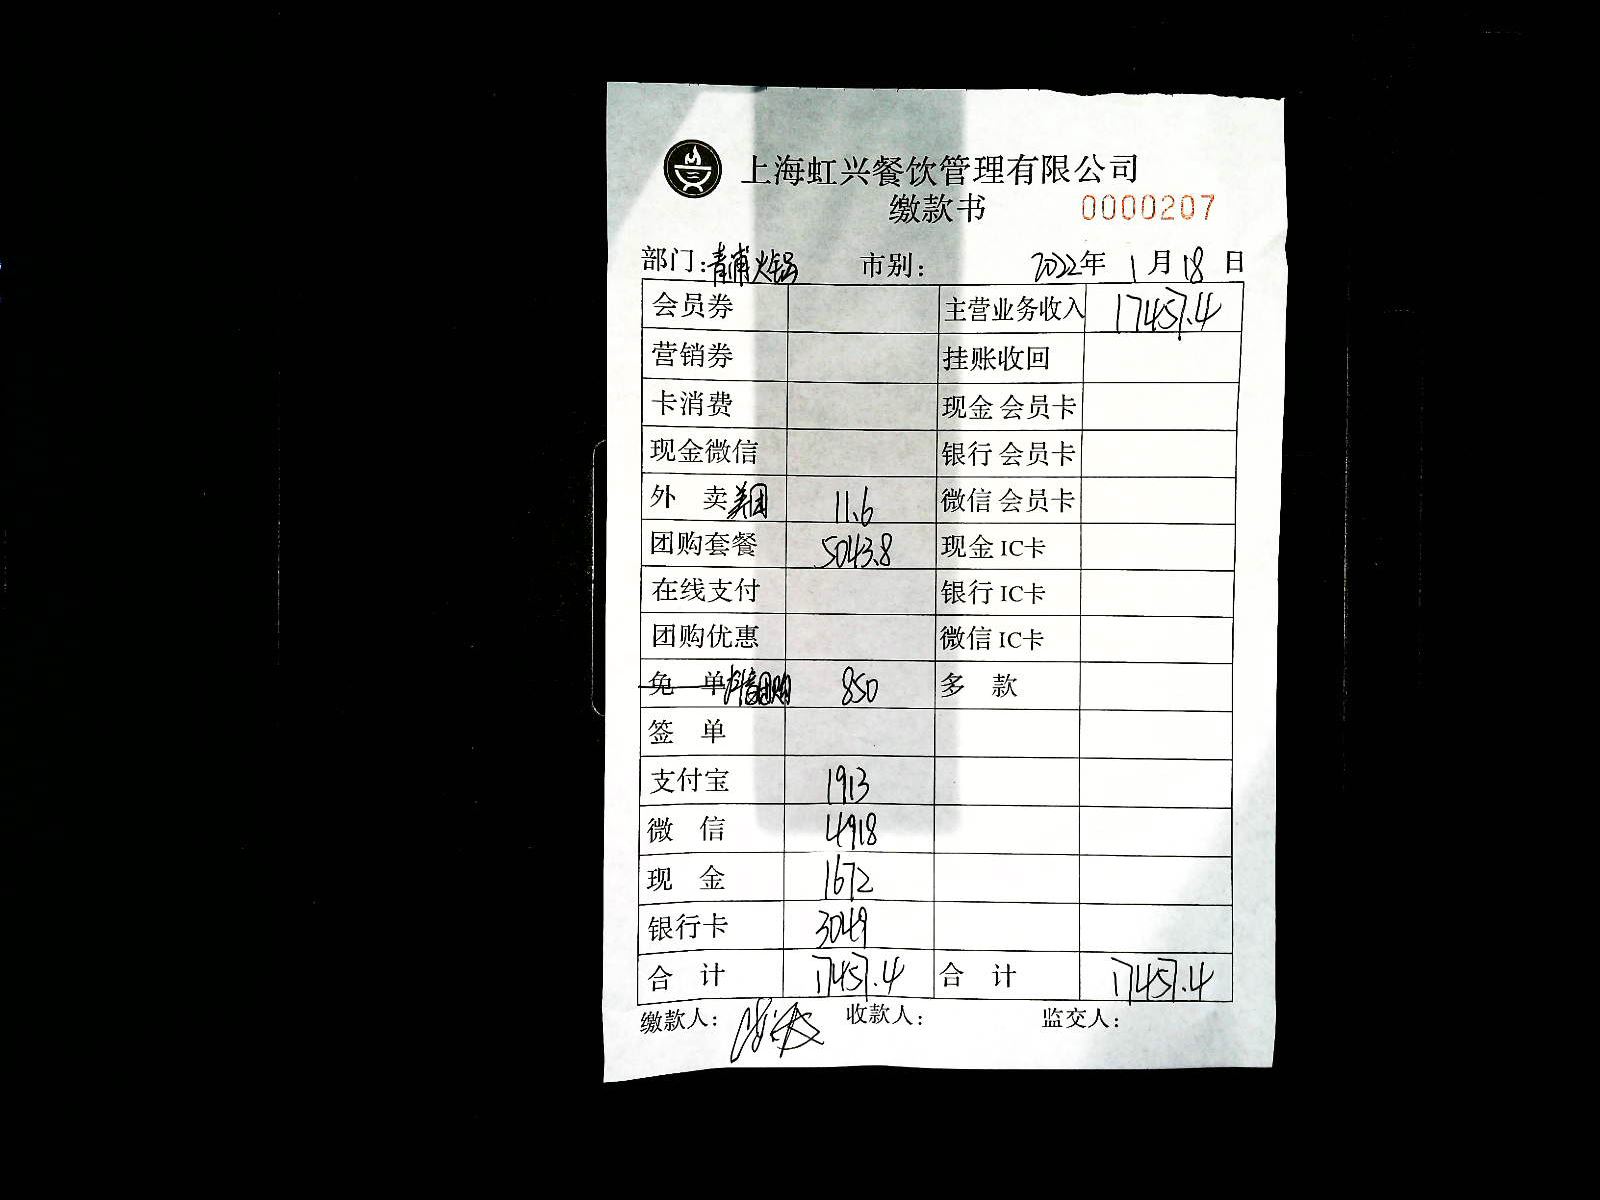 上海虹兴餐饮管理有限公司
缴款书 0000207
部门：青浦火锅 市别： 2022年 1月 18日
会员券 主营业务收入 17457.4
营销券 挂账收回
卡消费 现金会员卡
现金微信 银行会员卡
外卖美团 11.6 微信会员卡
团购套餐 5043.8 现金IC卡
在线支付 银行IC卡
团购优惠 微信IC卡
免单抖音团购 850 多款
签单
支付宝 1913
微信 4918
现金 1672
银行卡 3049
合计 17457.4 合计 17457.4
缴款人： 收款人： 监交人：